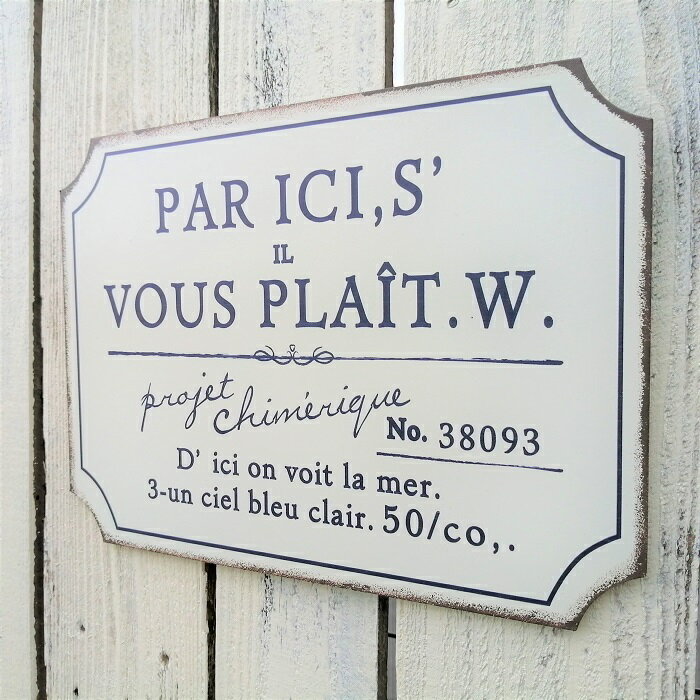 PAR ICI,S’
IL
VOUS PLAÎT.W.
projet chimérique
No. 38093
D’ ici on voit la mer.
3-un ciel bleu clair. 50/co,.